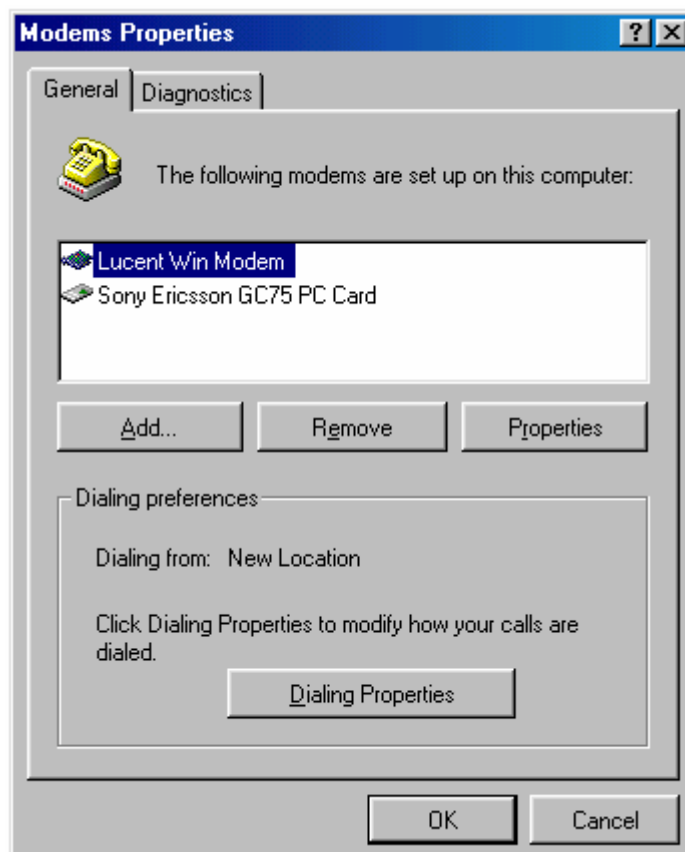 Modems Properties
General
Diagnostics
The following modems are set up on this computer:
Lucent Win Modem
Sony Ericsson GC75 PC Card
Add...
Remove
Properties
Dialing preferences
Dialing from: New Location
Click Dialing Properties to modify how your calls are
dialed.
Dialing Properties
OK
Cancel